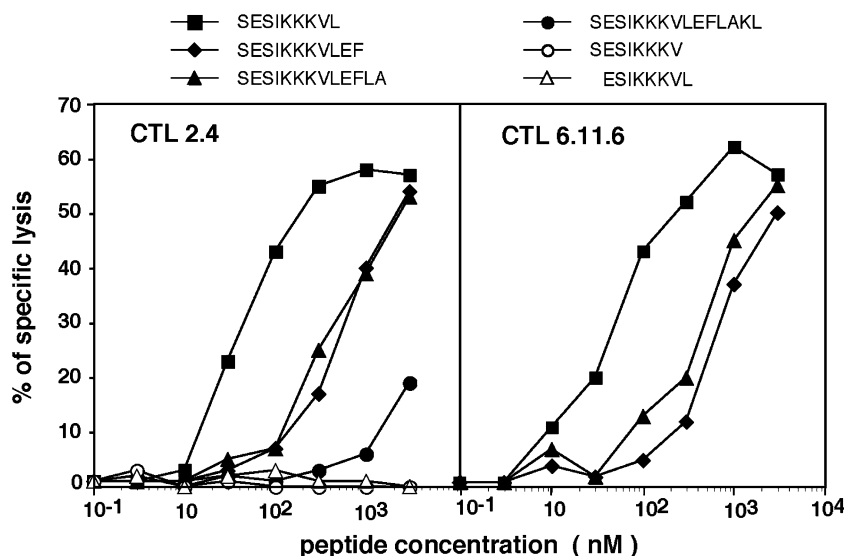 SESIKKKVL
SESIKKKVLEF
SESIKKKVLEFLA
SESIKKKVLEFLAKL
SESIKKKV
ESIKKKVL
70
60
50
40
30
20
10
0
% of specific lysis
CTL 2.4
CTL 6.11.6
10-1 10 10² 10³
10-1 10 10² 10³ 10⁴
peptide concentration ( nM )